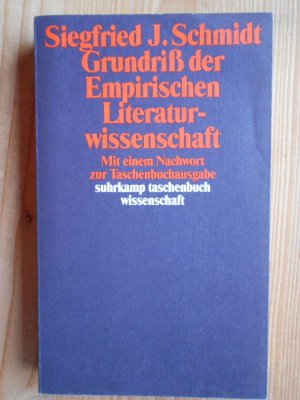 Siegfried J. Schmidt
Grundriß der
Empirischen
Literatur-
wissenschaft
Mit einem Nachwort
zur Taschenbuchausgabe
suhrkamp taschenbuch
wissenschaft